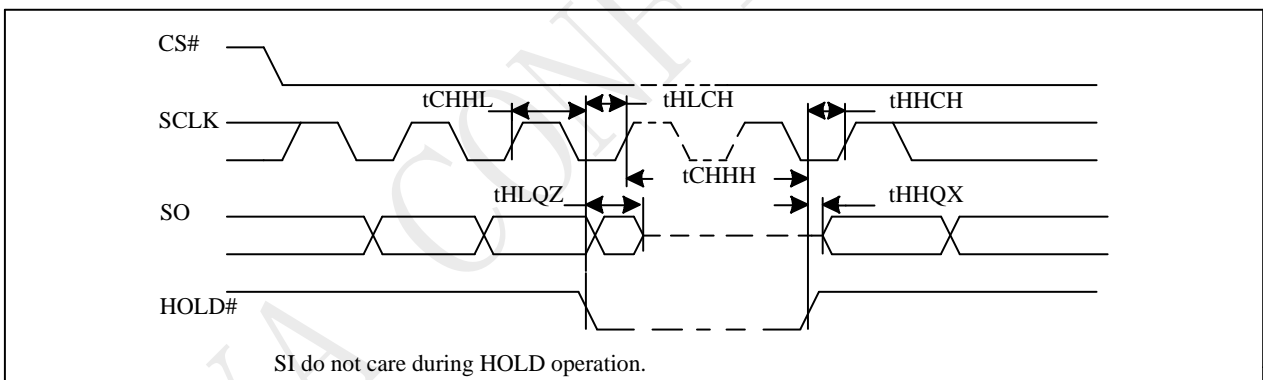 CS#
tCHHL
tHLCH
tHHCH
SCLK
tCHHH
tHLQZ
tHHQX
SO
HOLD#
SI do not care during HOLD operation.